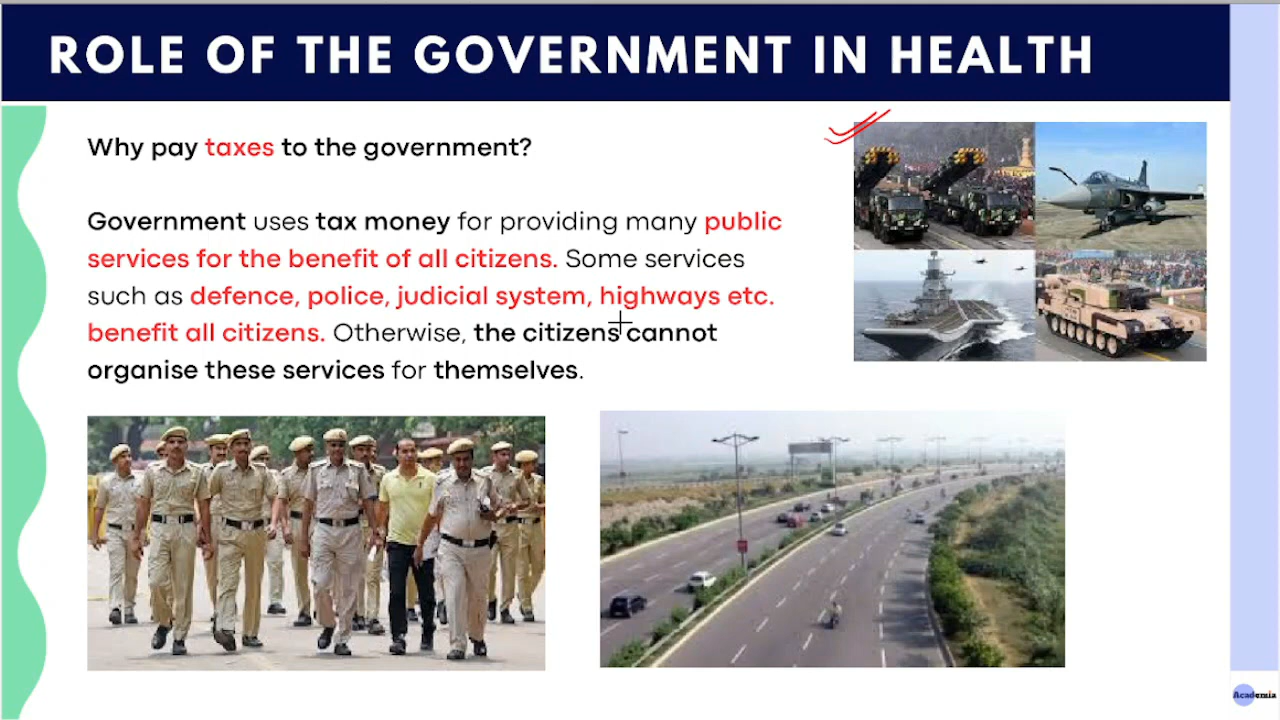 ROLE OF THE GOVERNMENT IN HEALTH
Why pay taxes to the government?
Government uses tax money for providing many public
services for the benefit of all citizens. Some services
such as defence, police, judicial system, highways etc.
benefit all citizens. Otherwise, the citizens cannot
organise these services for themselves.
Academia